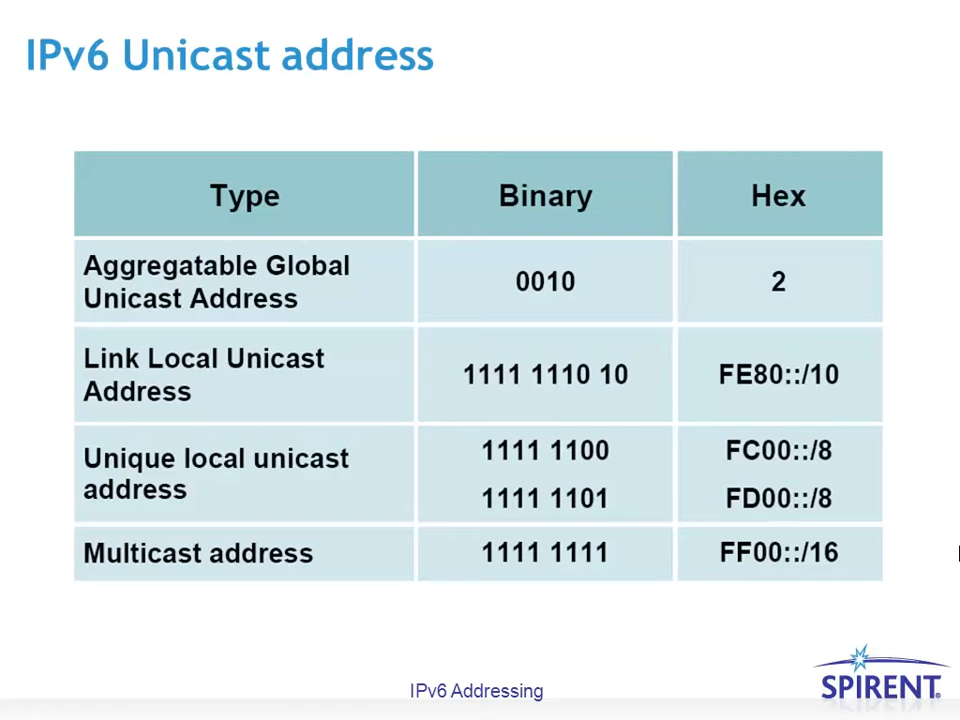 IPv6 Unicast address
Type Binary Hex
Aggregatable Global
Unicast Address
0010 2
Link Local Unicast
Address
1111 1110 10 FE80::/10
Unique local unicast
address
1111 1100 FC00::/8
1111 1101 FD00::/8
Multicast address 1111 1111 FF00::/16
IPv6 Addressing
SPIRENT®